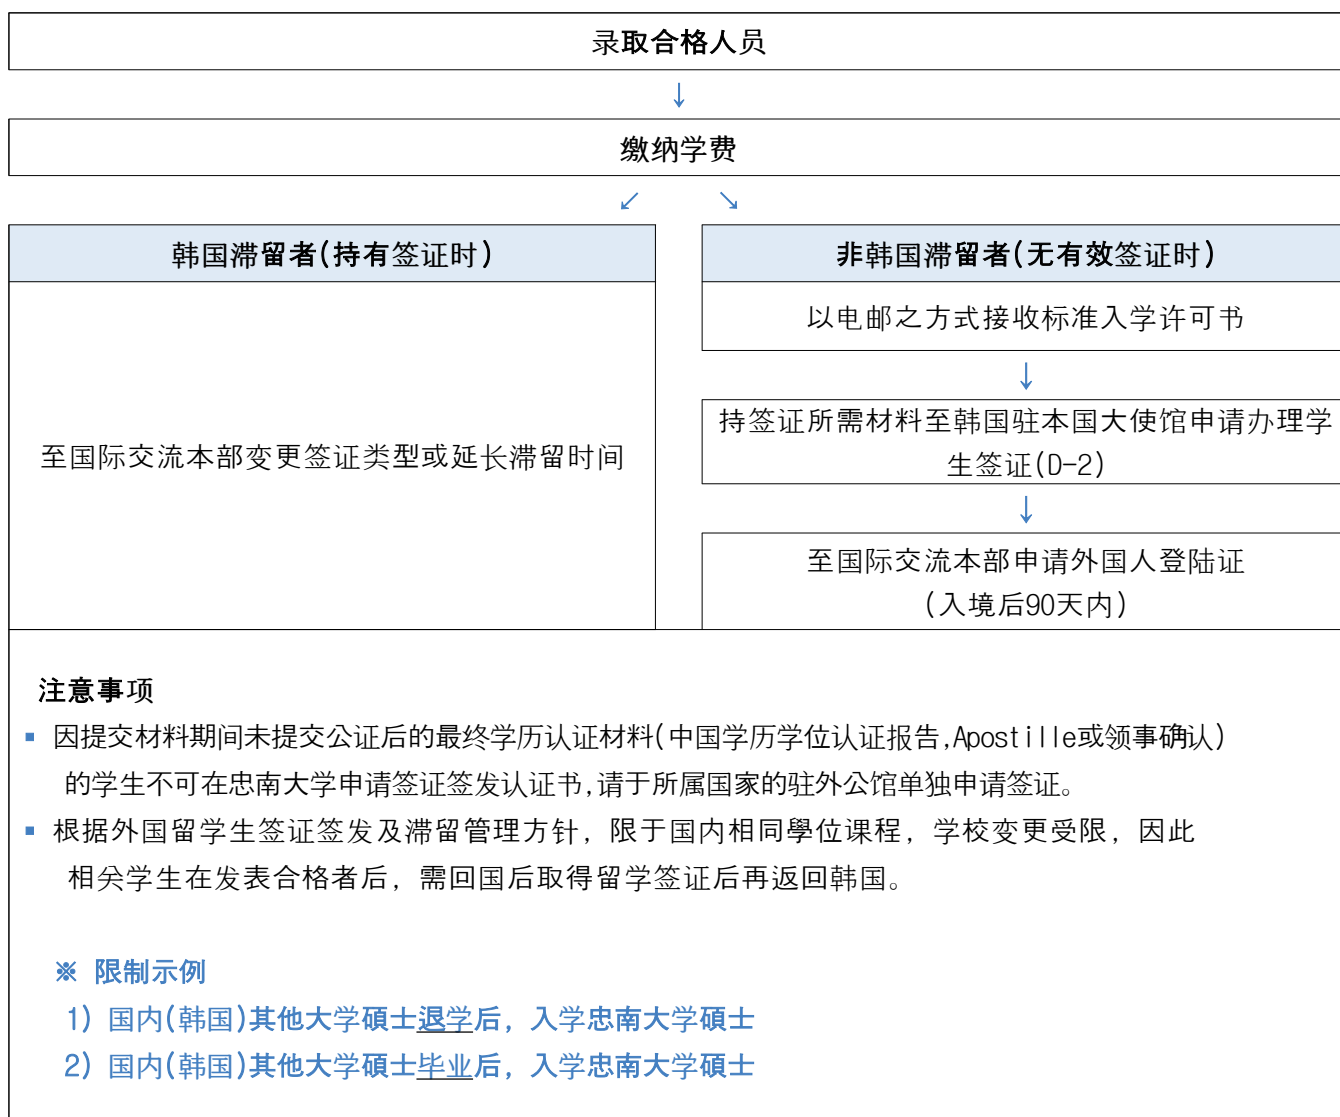 录取合格人员
↓
缴纳学费
↙ ↘
韩国滞留者(持有签证时)
至国际交流本部变更签证类型或延长滞留时间
非韩国滞留者(无有效签证时)
以电邮之方式接收标准入学许可书
↓
持签证所需材料至韩国驻本国大使馆申请办理学
生签证(D-2)
↓
至国际交流本部申请外国人登陆证
(入境后90天内)
注意事项
▪ 因提交材料期间未提交公证后的最终学历认证材料(中国学历学位认证报告,Apostille或领事确认)
的学生不可在忠南大学申请签证签发认证书,请于所属国家的驻外公馆单独申请签证。
▪ 根据外国留学生签证签发及滞留管理方针, 限于国内相同學位课程, 学校变更受限, 因此
相关学生在发表合格者后, 需回国后取得留学签证后再返回韩国。
※ 限制示例
1) 国内(韩国)其他大学碩士退学后, 入学忠南大学碩士
2) 国内(韩国)其他大学碩士毕业后, 入学忠南大学碩士